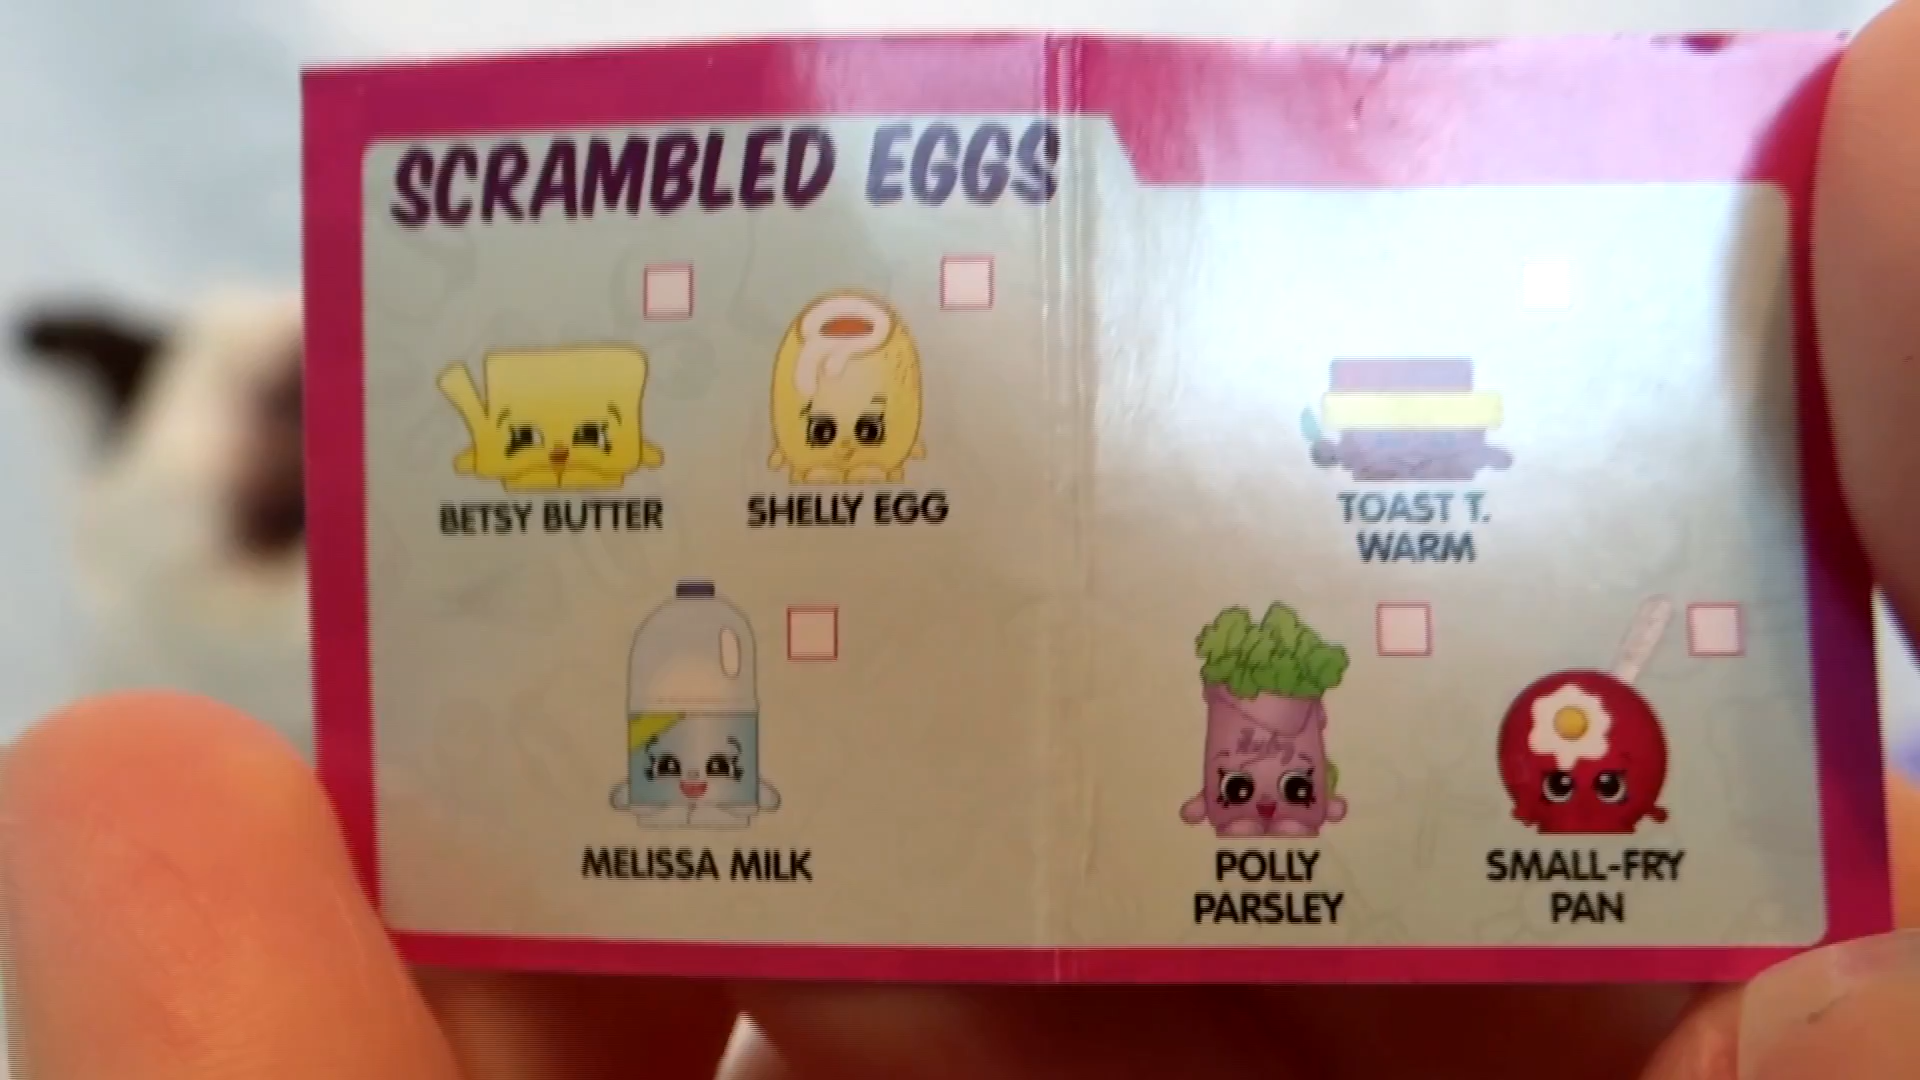 SCRAMBLED EGGS
BETSY BUTTER
SHELLY EGG
TOAST T.
WARM
MELISSA MILK
POLLY
PARSLEY
SMALL-FRY
PAN